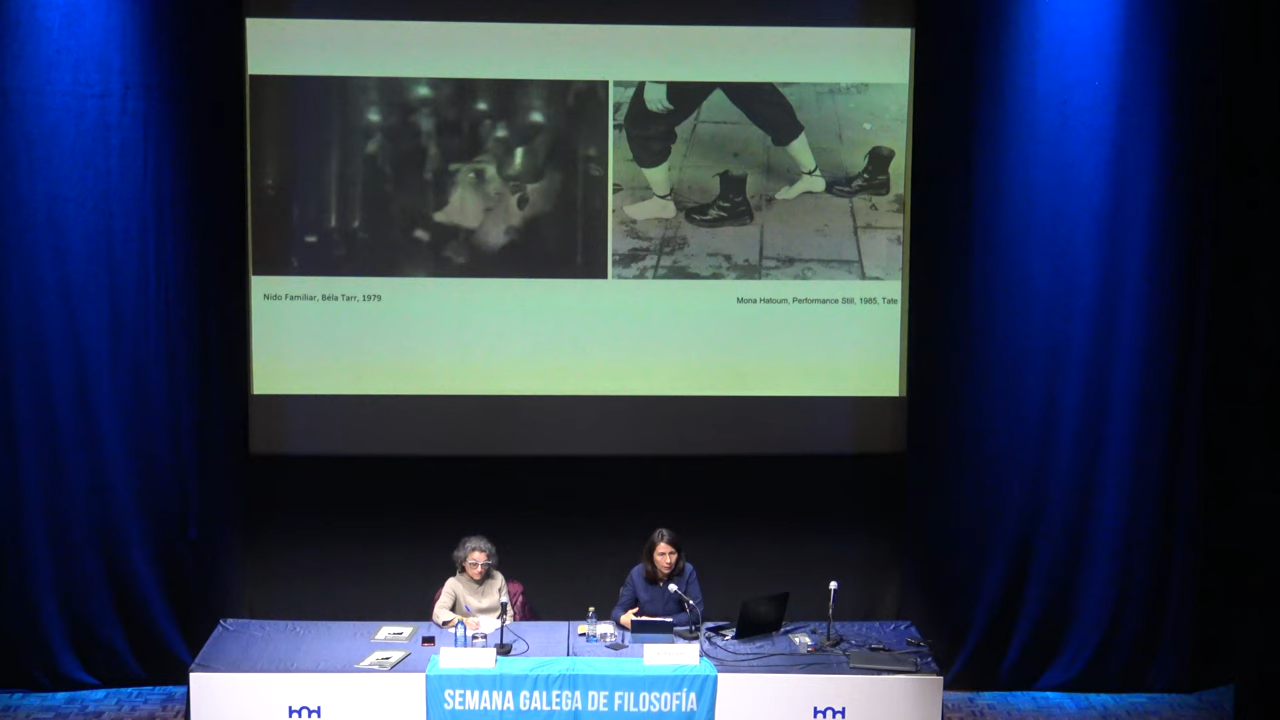 Nido Familiar, Béla Tarr, 1979
Mona Hatoum, Performance Still, 1985, Tate
SEMANA GALEGA DE FILOSOFÍA